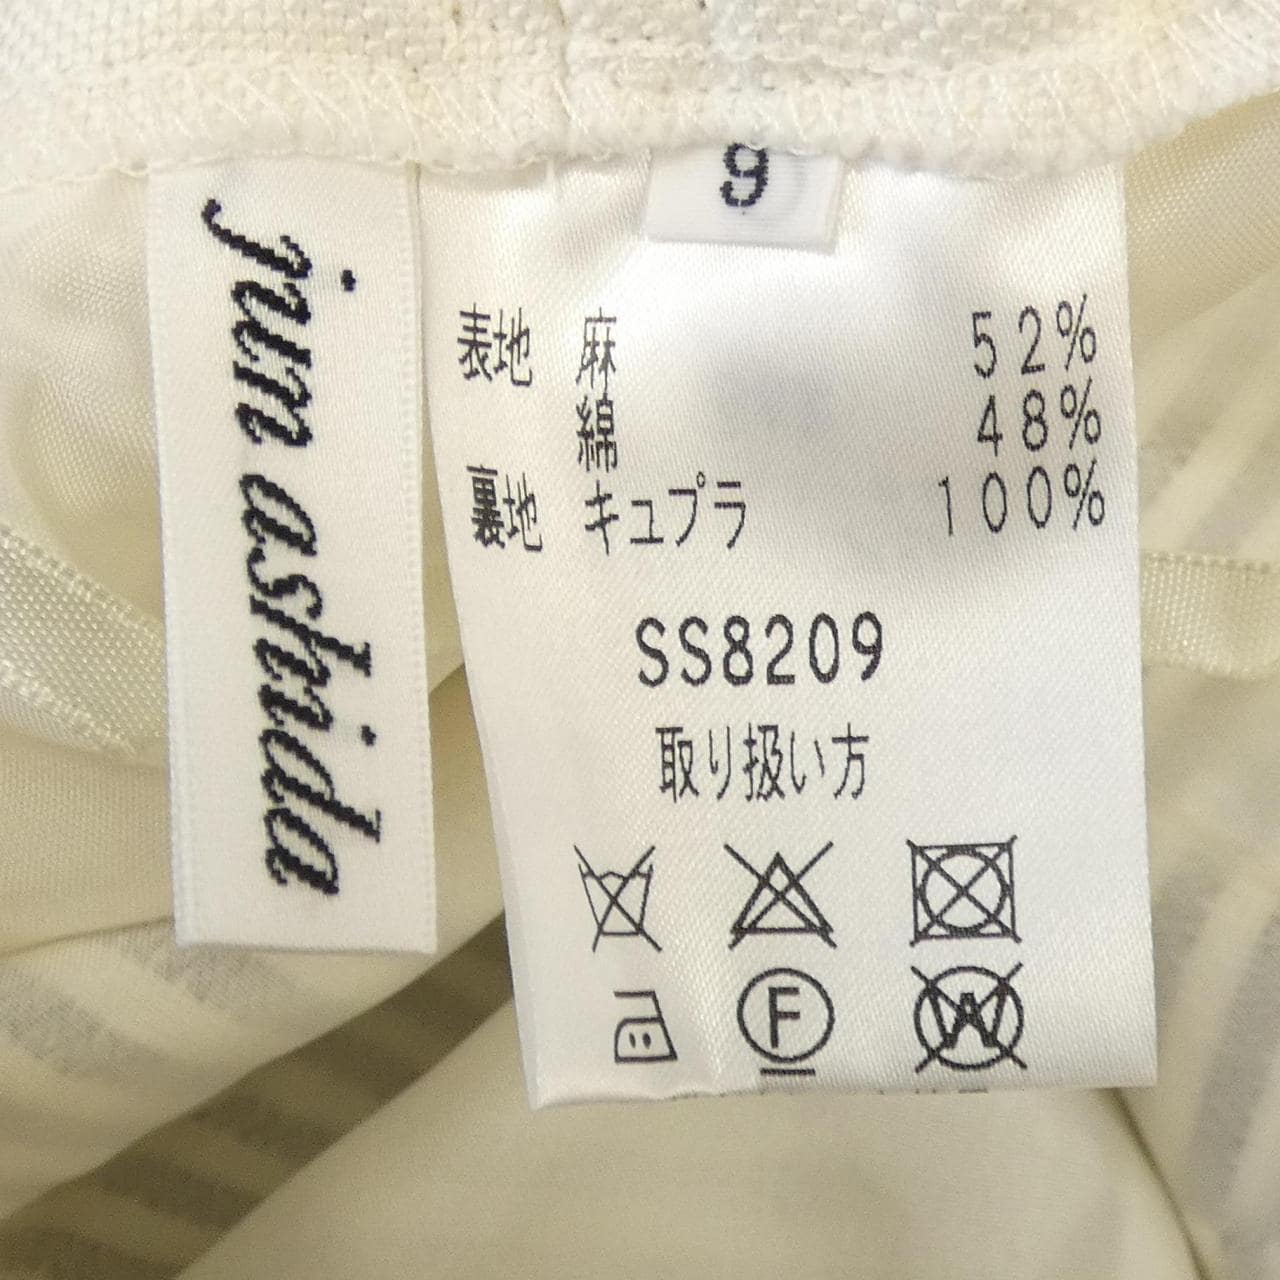 jun ashida
9
表地 麻 52%
綿 48%
裏地 キュプラ 100%
SS8209
取り扱い方
F
W